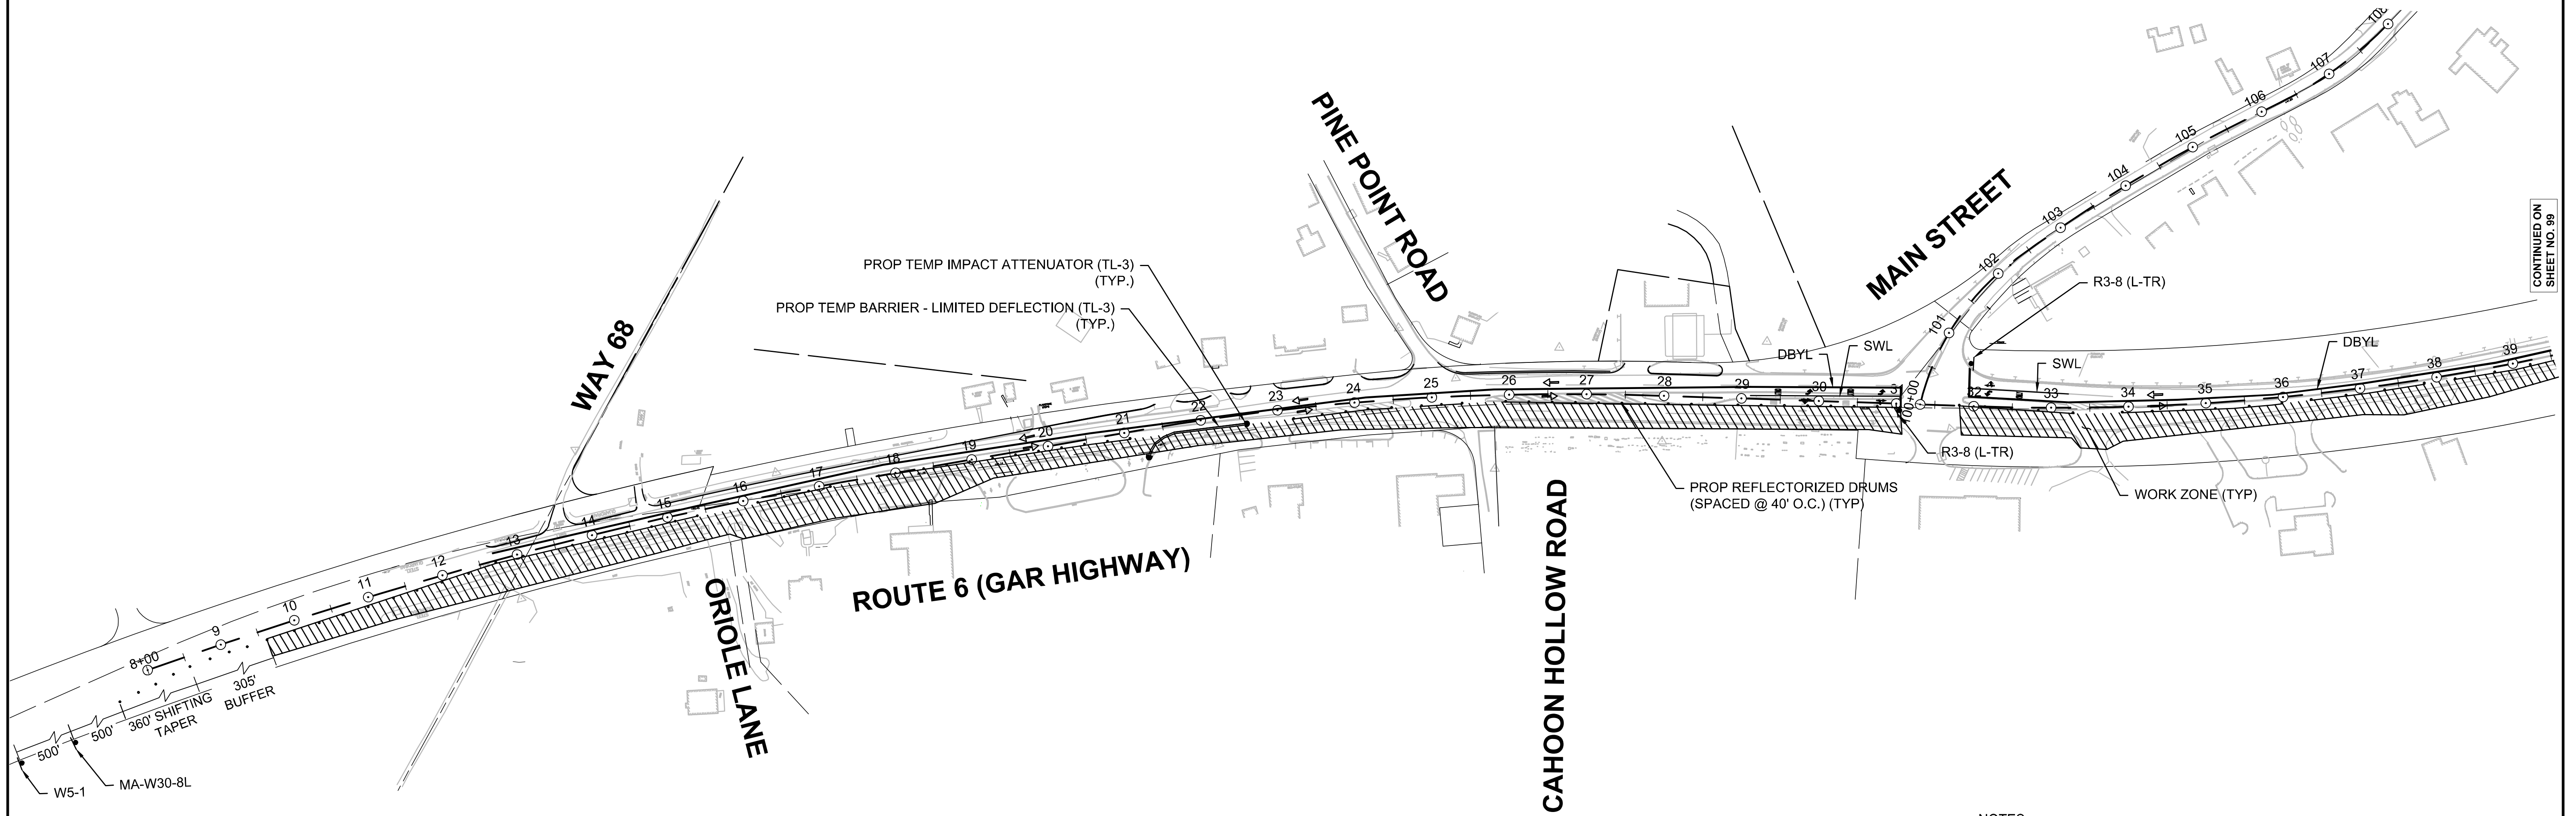 108
107
106
105
104
103
102
101
100+00
PINE POINT ROAD
MAIN STREET
R3-8 (L-TR)
CONTINUED ON
SHEET NO. 99
PROP TEMP IMPACT ATTENUATOR (TL-3)
(TYP.)
PROP TEMP BARRIER - LIMITED DEFLECTION (TL-3)
(TYP.)
WAY 68
DBYL
SWL
SWL
DBYL
8+00
9
10
11
12
13
14
15
16
17
18
19
20
21
22
23
24
25
26
27
28
29
30
31
32
33
34
35
36
37
38
39
R3-8 (L-TR)
PROP REFLECTORIZED DRUMS
(SPACED @ 40' O.C.) (TYP)
WORK ZONE (TYP)
ROUTE 6 (GAR HIGHWAY)
ORIOLE LANE
CAHOON HOLLOW ROAD
500'
500'
360' SHIFTING
TAPER
305'
BUFFER
W5-1
MA-W30-8L